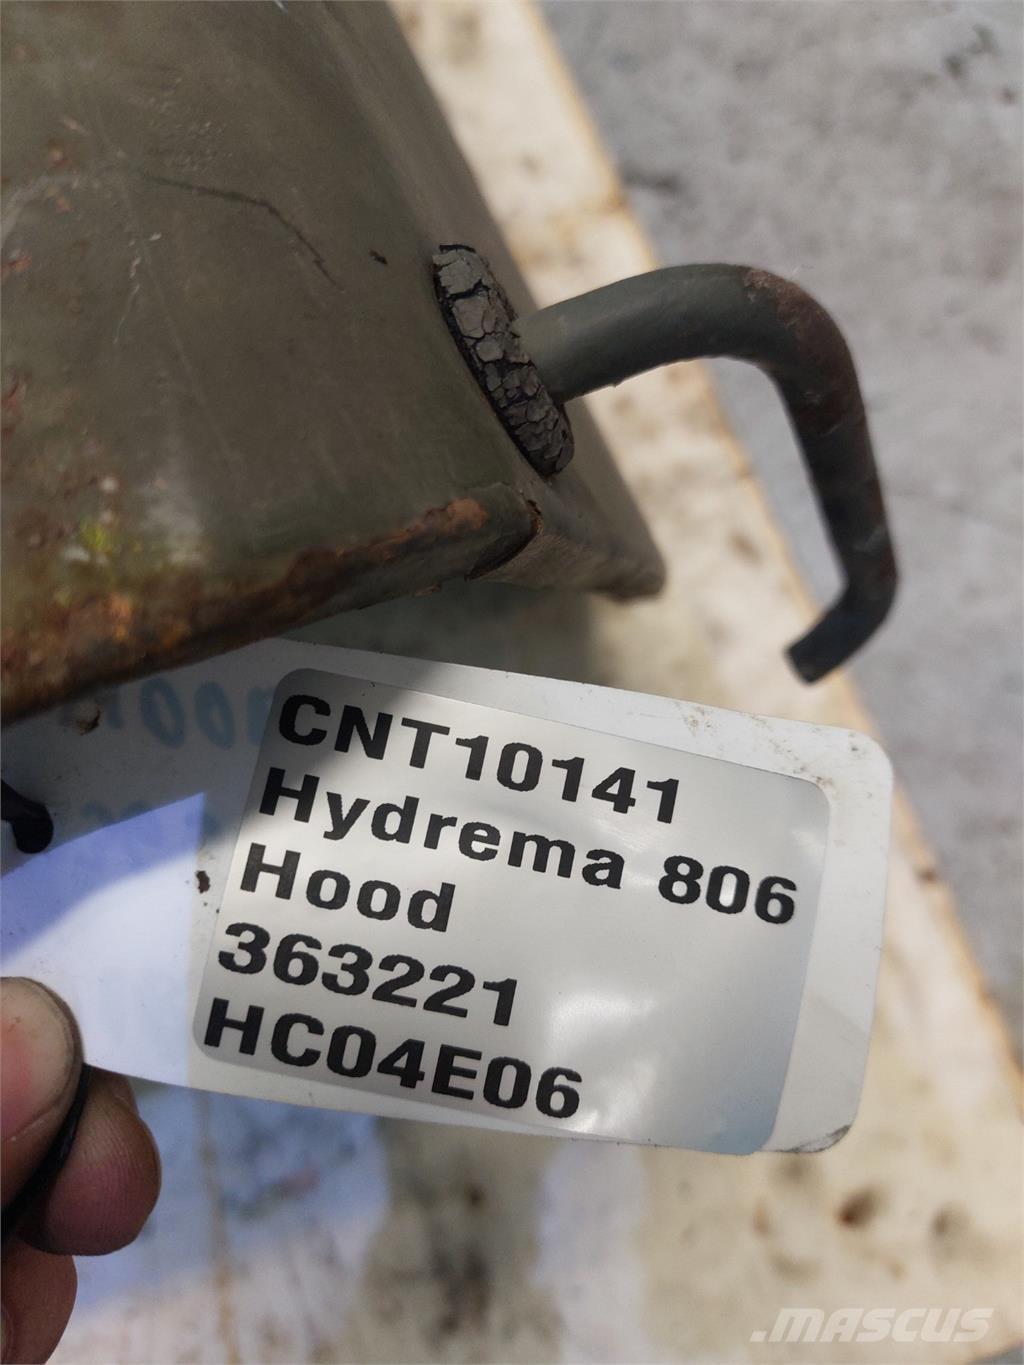 CNT10141
Hydrema 806
Hood
363221
HC04E06
.MASCUS